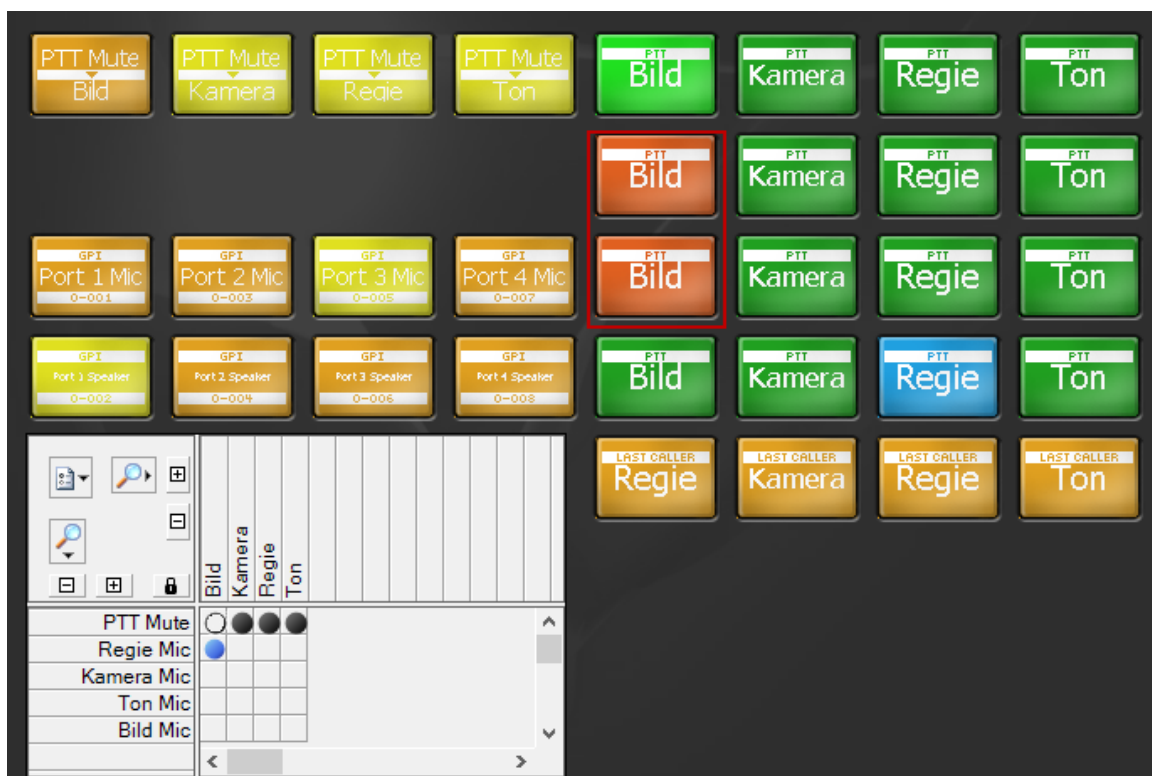 PTT Mute
Bild
PTT Mute
Kamera
PTT Mute
Regie
PTT Mute
Ton
PTT
Bild
PTT
Kamera
PTT
Regie
PTT
Ton
PTT
Bild
PTT
Kamera
PTT
Regie
PTT
Ton
GPI
Port 1 Mic
0-001
GPI
Port 2 Mic
0-003
GPI
Port 3 Mic
0-005
GPI
Port 4 Mic
0-007
PTT
Bild
PTT
Kamera
PTT
Regie
PTT
Ton
GPI
Port 1 Speaker
0-002
GPI
Port 2 Speaker
0-004
GPI
Port 3 Speaker
0-006
GPI
Port 4 Speaker
0-008
PTT
Bild
PTT
Kamera
PTT
Regie
PTT
Ton
LAST CALLER
Regie
LAST CALLER
Kamera
LAST CALLER
Regie
LAST CALLER
Ton
Bild
Kamera
Regie
Ton
PTT Mute
Regie Mic
Kamera Mic
Ton Mic
Bild Mic